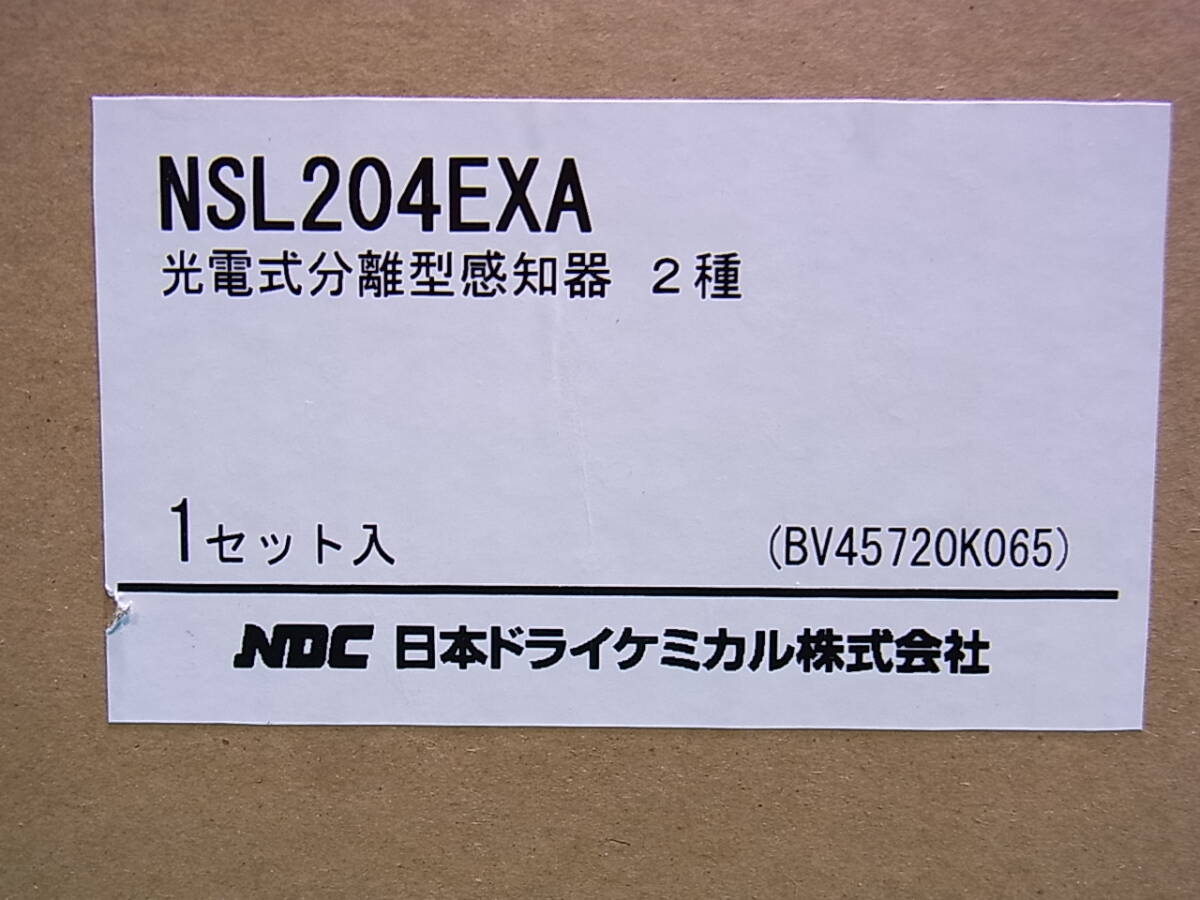 NSL204EXA
光電式分離型感知器 2種
1セット入 (BV45720K065)
NDC 日本ドライケミカル株式会社